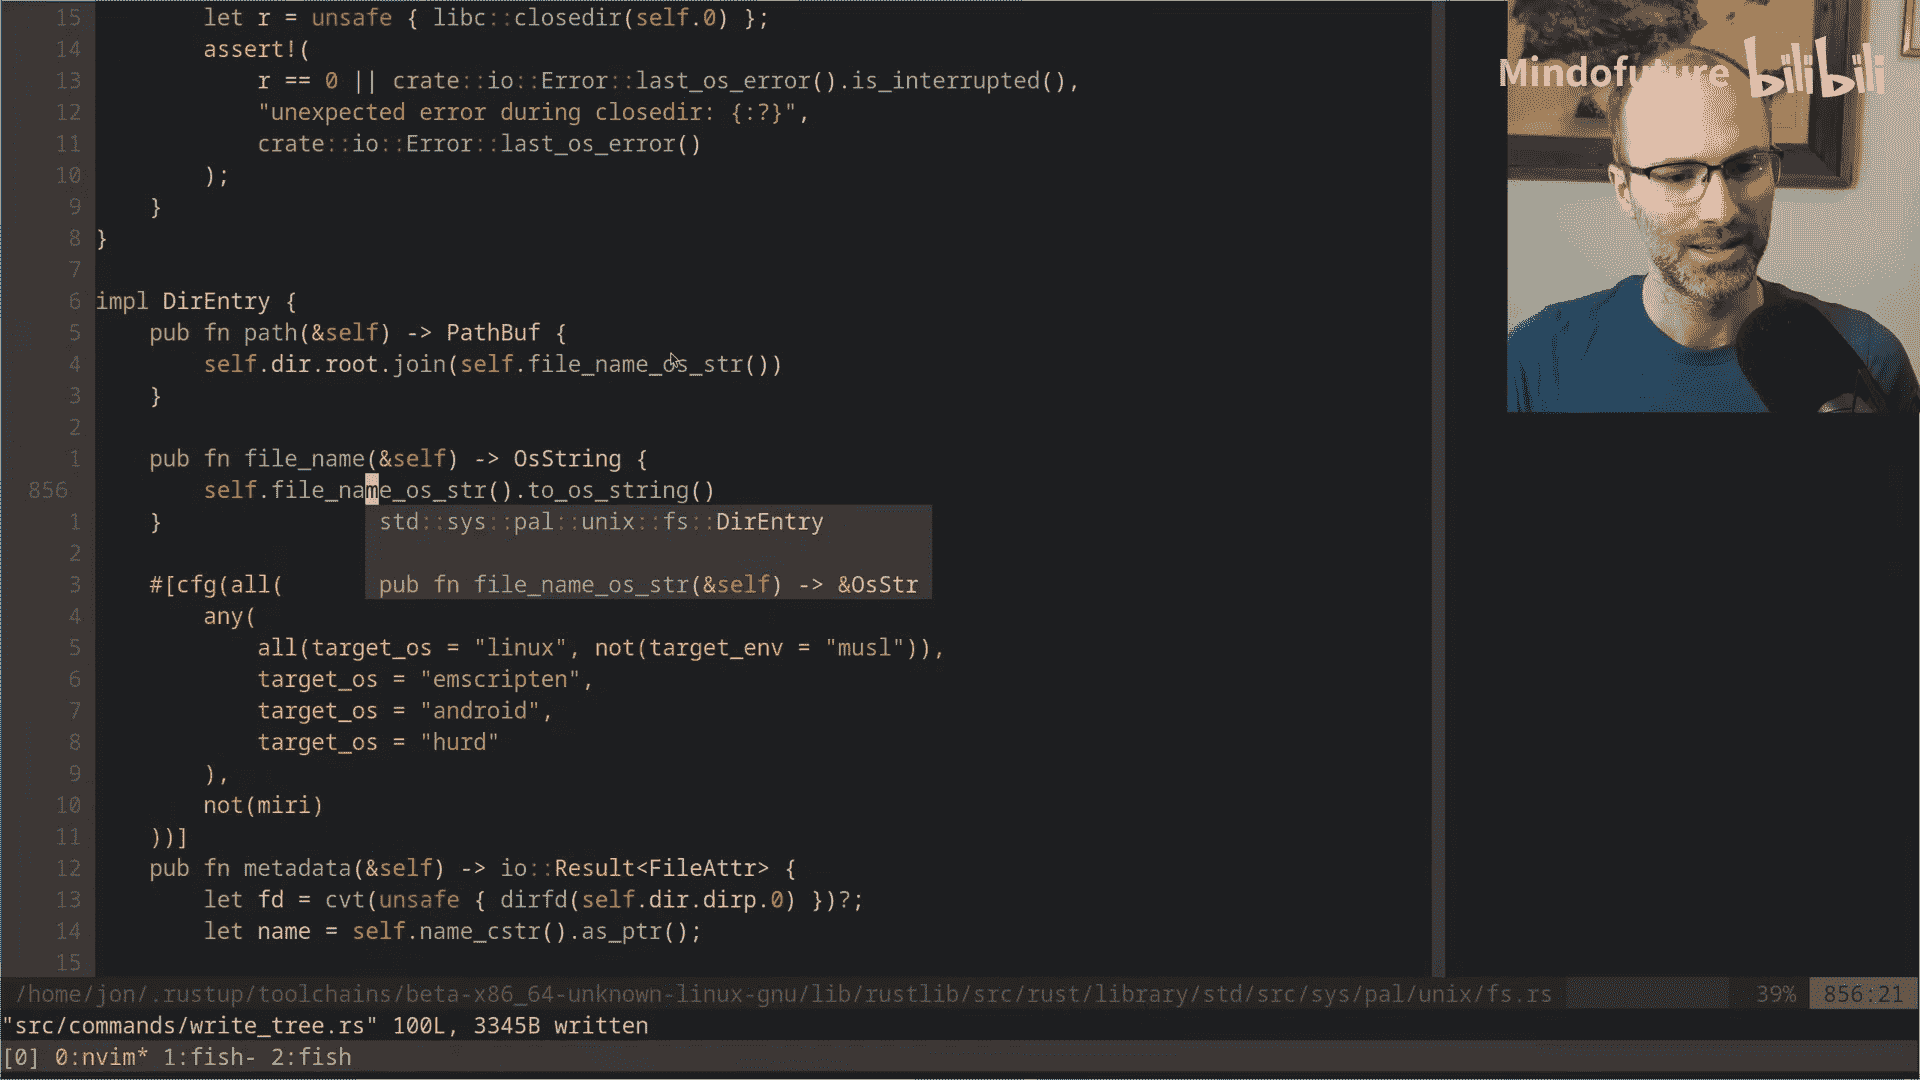 15         let r = unsafe { libc::closedir(self.0) };
14         assert!(
13             r == 0 || crate::io::Error::last_os_error().is_interrupted(),
12             "unexpected error during closedir: {:?}",
11             crate::io::Error::last_os_error()
10         );
9     }
8 }
7
6 impl DirEntry {
5     pub fn path(&self) -> PathBuf {
4         self.dir.root.join(self.file_name_os_str())
3     }
2
1     pub fn file_name(&self) -> OsString {
856         self.file_name_os_str().to_os_string()
1     }
std::sys::pal::unix::fs::DirEntry
2
3     #[cfg(all(
pub fn file_name_os_str(&self) -> &OsStr
4         any(
5             all(target_os = "linux", not(target_env = "musl")),
6             target_os = "emscripten",
7             target_os = "android",
8             target_os = "hurd"
9         ),
10         not(miri)
11     ))]
12     pub fn metadata(&self) -> io::Result<FileAttr> {
13         let fd = cvt(unsafe { dirfd(self.dir.dirp.0) })?;
14         let name = self.name_cstr().as_ptr();
15
/home/jon/.rustup/toolchains/beta-x86_64-unknown-linux-gnu/lib/rustlib/src/rust/library/std/src/sys/pal/unix/fs.rs 39% 856:21
"src/commands/write_tree.rs" 100L, 3345B written
[0] 0:nvim* 1:fish- 2:fish
Mindofuture bilibili